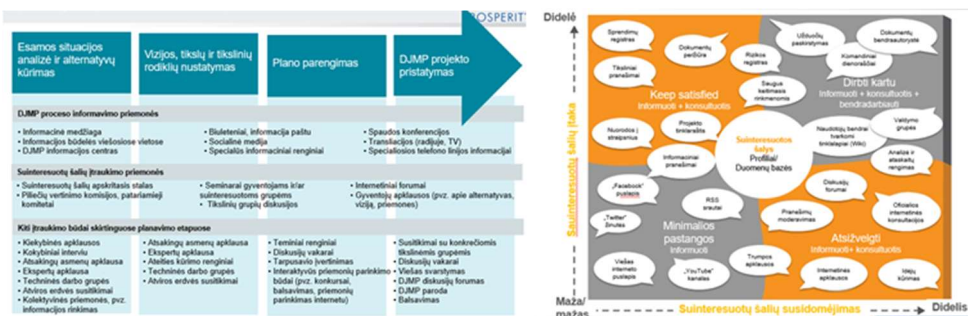 ROSPERIT
Esamos situacijos
analizė ir alternatyvų
kūrimas
Vizijos, tikslų ir tikslinių
rodiklių nustatymas
Plano parengimas
DJMP projekto
pristatymas
DJMP proceso informavimo priemonės
• Informacinė medžiaga
• Informacijos būdelės viešosiose vietose
• DJMP informacijos centras
• Biuleteniai, informacija paštu
• Socialinė medija
• Specialūs informaciniai renginiai
• Spaudos konferencijos
• Transliacijos (radijuje, TV)
• Specialiosios telefono linijos informacijai
Suinteresuotų šalių įtraukimo priemonės
• Suinteresuotų šalių apskritasis stalas
• Piliečių vertinimo komisijos, patariamieji
komitetai
• Seminarai gyventojams ir/ar
suinteresuotoms grupėms
• Tikslinių grupių diskusijos
• Internetiniai forumai
• Gyventojų apklausos (pvz. apie alternatyvas,
viziją, priemones)
Kiti įtraukimo būdai skirtinguose planavimo etapuose
• Kiekybinės apklausos
• Kokybiniai interviu
• Atsakingų asmenų apklausa
• Ekspertų apklausa
• Techninės darbo grupės
• Atviros erdvės susitikimai
• Kolektyvinės priemonės, pvz.
informacijos rinkimas
• Atsakingų asmenų apklausa
• Ekspertų apklausa
• Ateities kūrimo renginiai
• Techninės darbo grupės
• Atviros erdvės susitikimai
• Teminiai renginiai
• Diskusijų vakarai
• Tarpusavio įvertinimas
• Interaktyvūs priemonių parinkimo
būdai (pvz. konkursai,
balsavimas, priemonių
parinkimas internetu)
• Susitikimai su konkrečiomis
tikslinėmis grupėmis
• Diskusijų vakarai
• Viešas svarstymas
• DJMP diskusijų forumas
• DJMP paroda
• Balsavimas
Didelė
Suinteresuotų šalių įtaka
Sprendimų
registras
Dokumentų
peržiūra
Užduočių
paskirstymas
Dokumentų
bendraautorystė
Tiksliniai
pranešimai
Rizikos
registras
Komandiniai
dienoraščiai
Saugus
keitimasis
rinkmenomis
Keep satisfied
Informuoti + konsultuotis
Dirbti kartu
Informuoti + konsultuotis +
bendradarbiauti
Nuorodos į
straipsnius
Projekto
tinklaraštis
Informaciniai
pranešimai
Suinteresuotos
šalys
Profiliai/
Duomenų bazės
Naudotojų bendrai
tvarkomi
tinklalapiai (Wiki)
Valdymo
grupės
Analizė ir
ataskaitų
rengimas
„Facebook“
puslapis
RSS
srautai
Diskusijų
forumai
„Twitter“
žinutės
Pranešimų
moderavimas
Oficialios
internetinės
konsultacijos
Minimalios
pastangos
Informuoti
Atsižvelgti
Informuoti+ konsultuotis
Viešas
interneto
puslapis
„YouTube“
kanalas
Trumpos
apklausos
Internetinės
apklausos
Idėjų
kūrimas
Maža/
mažas
Suinteresuotų šalių susidomėjimas
Didelis